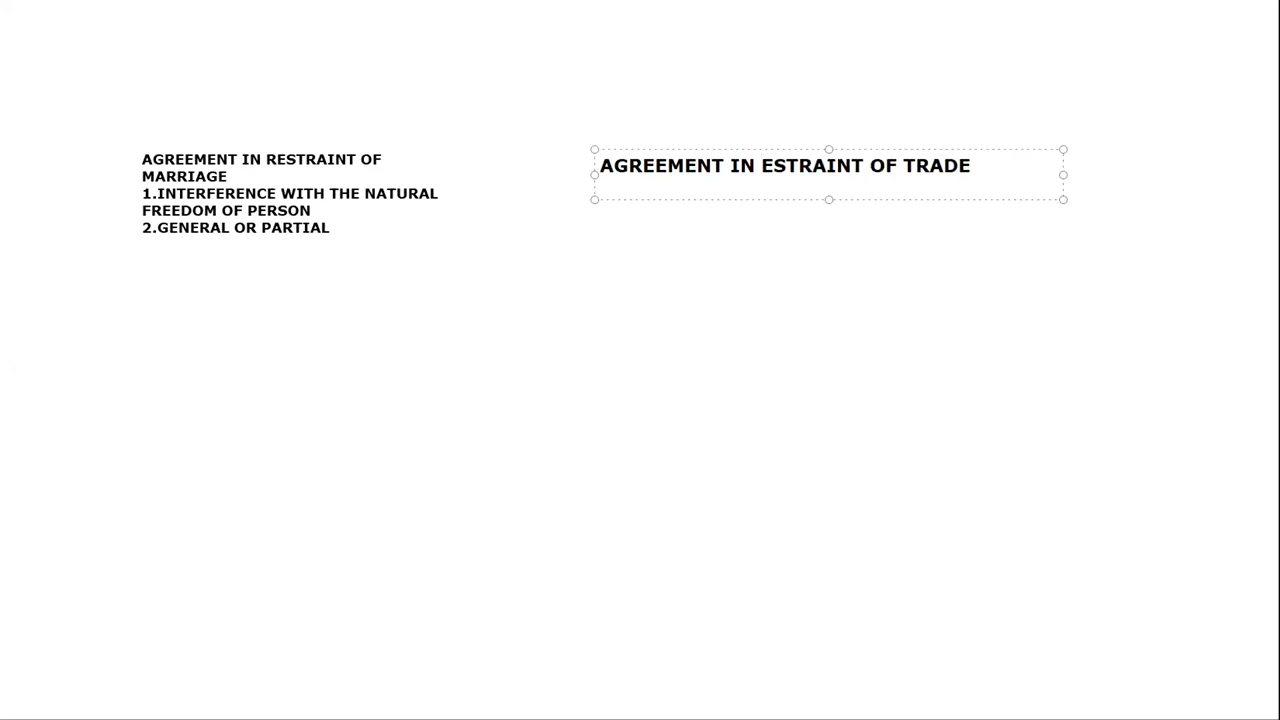 AGREEMENT IN RESTRAINT OF
MARRIAGE
1.INTERFERENCE WITH THE NATURAL
FREEDOM OF PERSON
2.GENERAL OR PARTIAL
AGREEMENT IN ESTRAINT OF TRADE